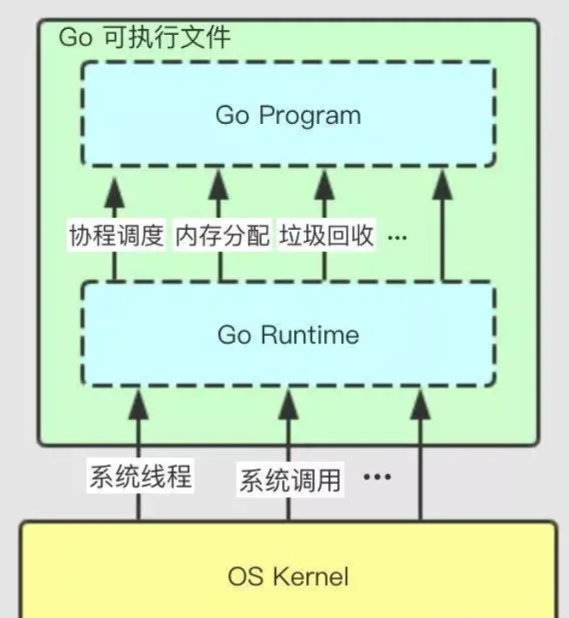 Go 可执行文件
Go Program
协程调度 内存分配 垃圾回收 ...
Go Runtime
系统线程 系统调用 ...
OS Kernel